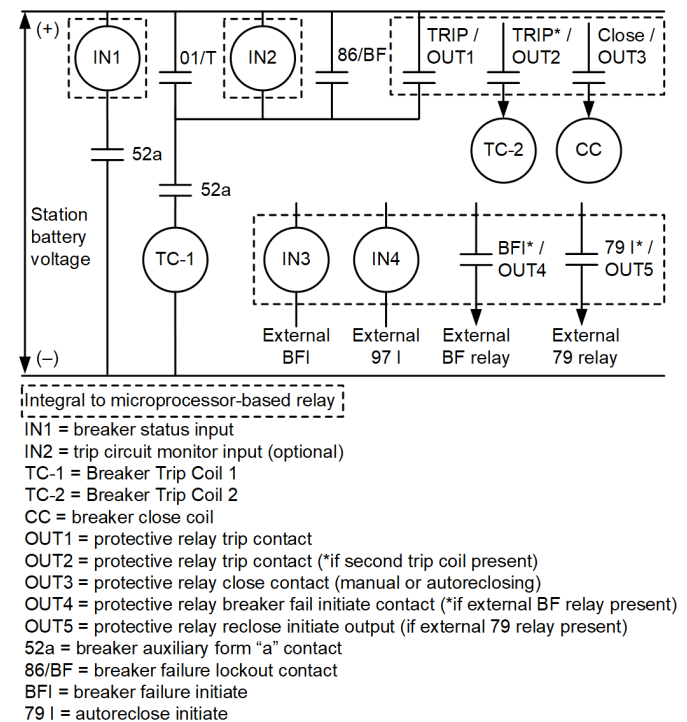 (+)
IN1
01/T
IN2
86/BF
TRIP /
OUT1
TRIP* /
OUT2
Close /
OUT3
52a
TC-2
CC
52a
Station
battery
voltage
TC-1
IN3
IN4
BFI* /
OUT4
79 I* /
OUT5
External
BFI
External
97 I
External
BF relay
External
79 relay
(–)
Integral to microprocessor-based relay
IN1 = breaker status input
IN2 = trip circuit monitor input (optional)
TC-1 = Breaker Trip Coil 1
TC-2 = Breaker Trip Coil 2
CC = breaker close coil
OUT1 = protective relay trip contact
OUT2 = protective relay trip contact (*if second trip coil present)
OUT3 = protective relay close contact (manual or autoreclosing)
OUT4 = protective relay breaker fail initiate contact (*if external BF relay present)
OUT5 = protective relay reclose initiate output (if external 79 relay present)
52a = breaker auxiliary form “a” contact
86/BF = breaker failure lockout contact
BFI = breaker failure initiate
79 I = autoreclose initiate